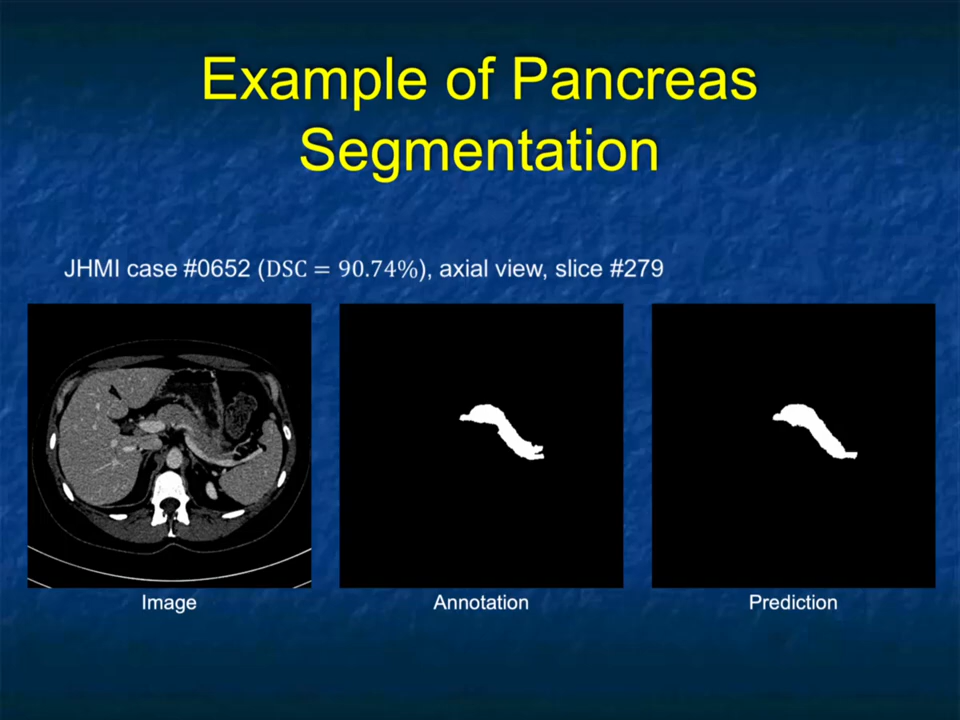 Example of Pancreas
Segmentation
JHMI case #0652 (DSC = 90.74%), axial view, slice #279
Image
Annotation
Prediction